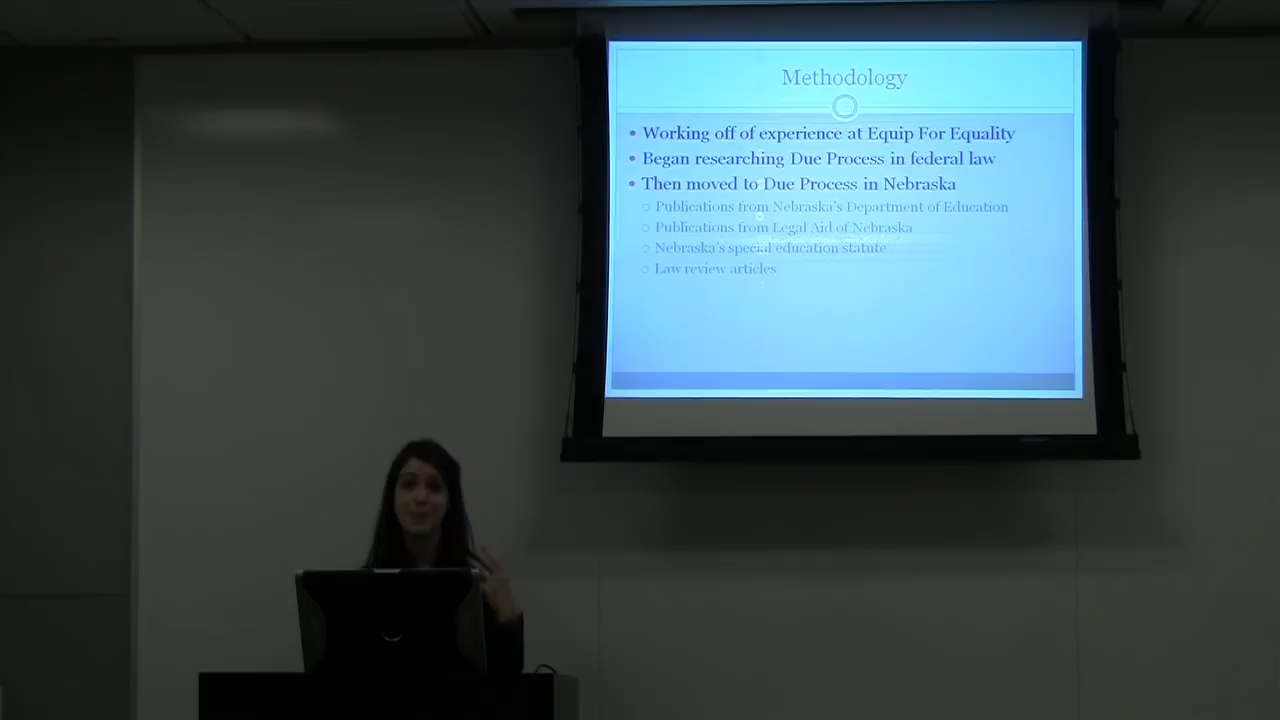 Methodology
• Working off of experience at Equip For Equality
• Began researching Due Process in federal law
• Then moved to Due Process in Nebraska
○ Publications from Nebraska's Department of Education
○ Publications from Legal Aid of Nebraska
○ Nebraska's special education statute
○ Law review articles